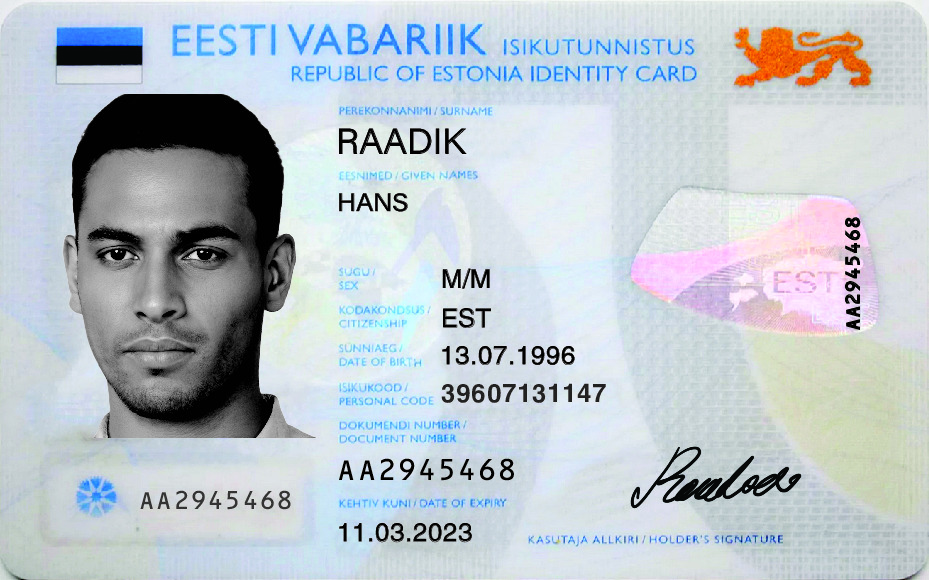 EESTI VABARIIK ISIKUTUNNISTUS
REPUBLIC OF ESTONIA IDENTITY CARD
PEREKONNANIMI / SURNAME
RAADIK
EESNIMED / GIVEN NAMES
HANS
SUGU /
SEX
M/M
KODAKONDSUS /
CITIZENSHIP
EST
SÜNNIAEG /
DATE OF BIRTH
13.07.1996
ISIKUKOOD /
PERSONAL CODE
39607131147
DOKUMENDI NUMBER /
DOCUMENT NUMBER
AA2945468
KEHTIV KUNI / DATE OF EXPIRY
11.03.2023
AA2945468
EST
AA2945468
KASUTAJA ALLKIRI / HOLDER'S SIGNATURE